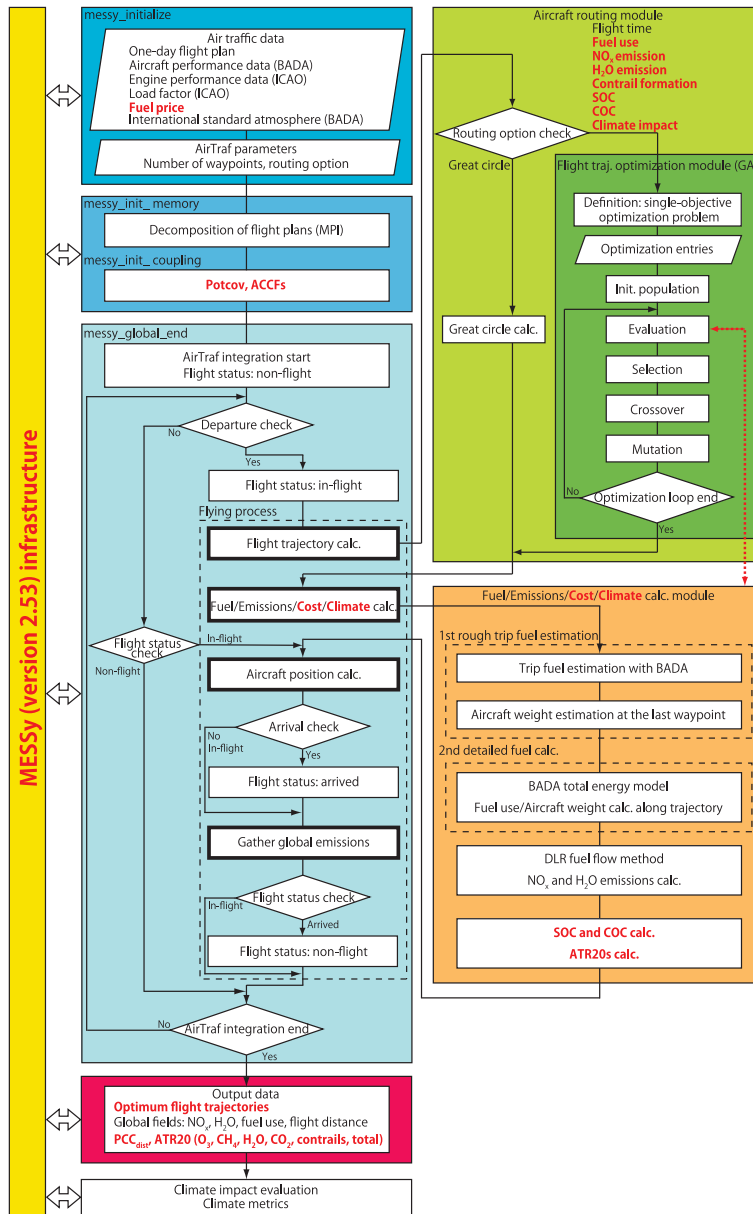 MESSy (version 2.53) infrastructure
messy_initialize
Air traffic data
One-day flight plan
Aircraft performance data (BADA)
Engine performance data (ICAO)
Load factor (ICAO)
Fuel price
International standard atmosphere (BADA)
AirTraf parameters
Number of waypoints, routing option
messy_init_ memory
Decomposition of flight plans (MPI)
messy_init_ coupling
Potcov, ACCFs
messy_global_end
AirTraf integration start
Flight status: non-flight
Departure check
No
Yes
Flight status: in-flight
Flying process
Flight trajectory calc.
Fuel/Emissions/Cost/Climate calc.
Flight status
check
In-flight
Non-flight
Aircraft position calc.
Arrival check
No
In-flight
Yes
Flight status: arrived
Gather global emissions
Flight status check
In-flight
Arrived
Flight status: non-flight
AirTraf integration end
No
Yes
Output data
Optimum flight trajectories
Global fields: NOx, H2O, fuel use, flight distance
PCCdist, ATR20 (O3, CH4, H2O, CO2, contrails, total)
Climate impact evaluation
Climate metrics
Aircraft routing module
Flight time
Fuel use
NOx emission
H2O emission
Contrail formation
SOC
COC
Climate impact
Routing option check
Great circle
Great circle calc.
Flight traj. optimization module (GA
Definition: single-objective
optimization problem
Optimization entries
Init. population
Evaluation
Selection
Crossover
Mutation
No
Optimization loop end
Yes
Fuel/Emissions/Cost/Climate calc. module
1st rough trip fuel estimation
Trip fuel estimation with BADA
Aircraft weight estimation at the last waypoint
2nd detailed fuel calc.
BADA total energy model
Fuel use/Aircraft weight calc. along trajectory
DLR fuel flow method
NOx and H2O emissions calc.
SOC and COC calc.
ATR20s calc.